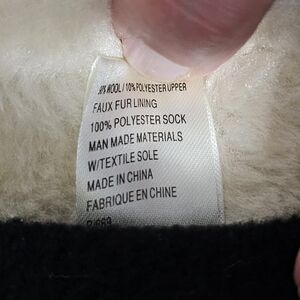 WOOL / 10% POLYESTER UPPER
FAUX FUR LINING
100% POLYESTER SOCK
MAN MADE MATERIALS
W/TEXTILE SOLE
MADE IN CHINA
FABRIQUE EN CHINE